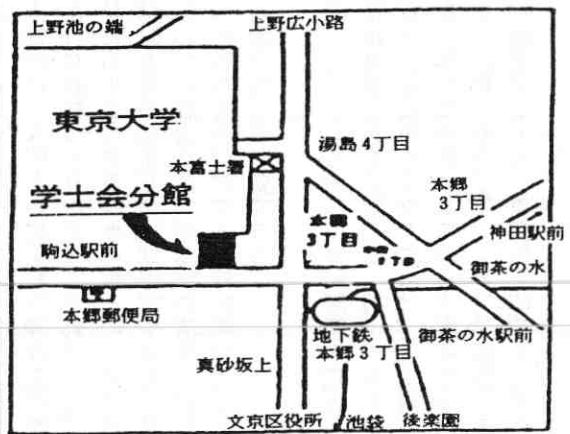 上野池の端
上野広小路
東京大学
湯島4丁目
本富士署
学士会分館
本郷
3丁目
本郷
3丁目
神田駅前
駒込駅前
御茶の水
本郷郵便局
地下鉄
本郷3丁目
御茶の水駅前
真砂坂上
文京区役所
池袋
後楽園